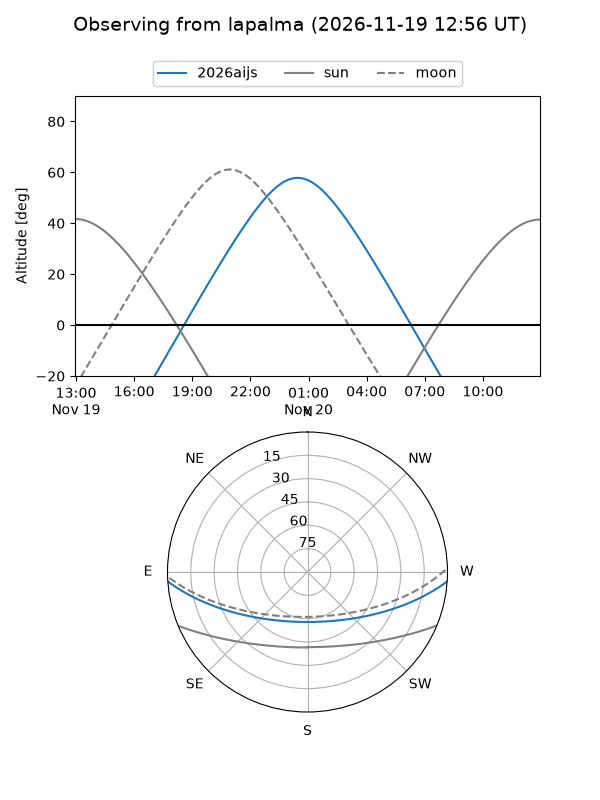 Observing from lapalma (2026-11-19 12:56 UT)
2026aijs sun moon
Altitude [deg]
80
60
40
20
0
−20
13:00 16:00 19:00 22:00 01:00 04:00 07:00 10:00
Nov 19 Nov 20
N
NE NW
15
30
45
60
75
E W
SE SW
S